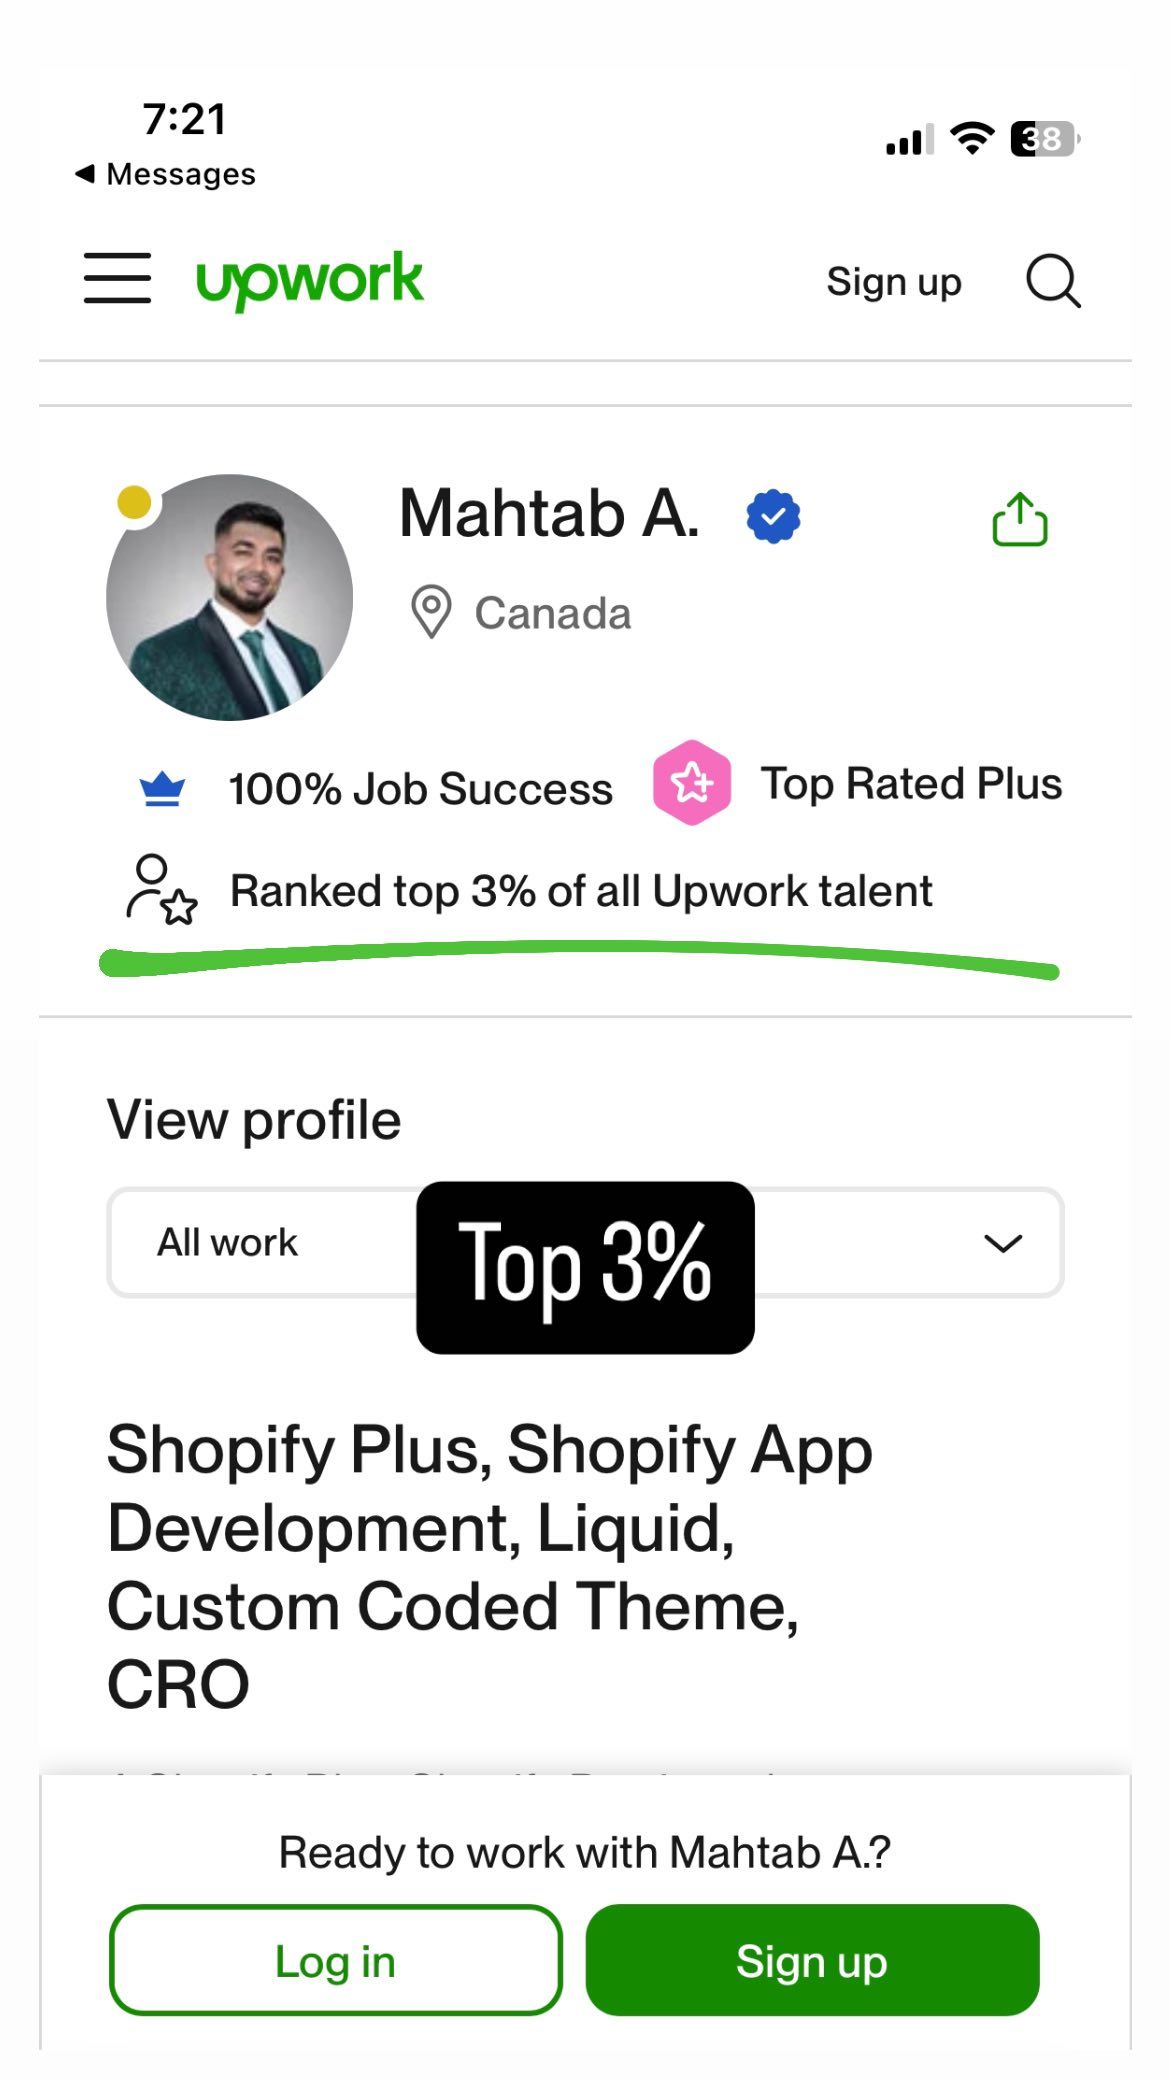 7:21
38
Messages
upwork
Sign up
Mahtab A.
Canada
100% Job Success
Top Rated Plus
Ranked top 3% of all Upwork talent
View profile
All work
Top 3%
Shopify Plus, Shopify App
Development, Liquid,
Custom Coded Theme,
CRO
Ready to work with Mahtab A.?
Log in
Sign up